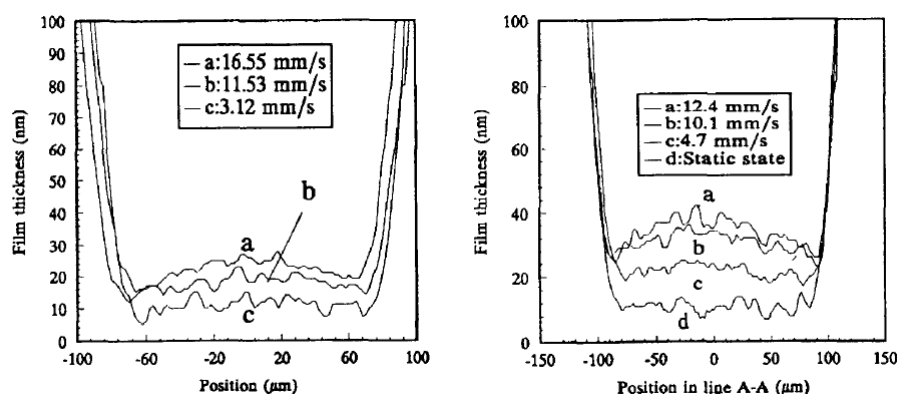 100
90
80
70
60
50
40
30
20
10
0
Film thickness (nm)
a:16.55 mm/s
b:11.53 mm/s
c:3.12 mm/s
b
a
c
-100
-60
-20
20
60
100
Position (μm)
100
80
60
40
20
0
Film thickness (nm)
a:12.4 mm/s
b:10.1 mm/s
c:4.7 mm/s
d:Static state
a
b
c
d
-150
-100
-50
0
50
100
150
Position in line A-A (μm)